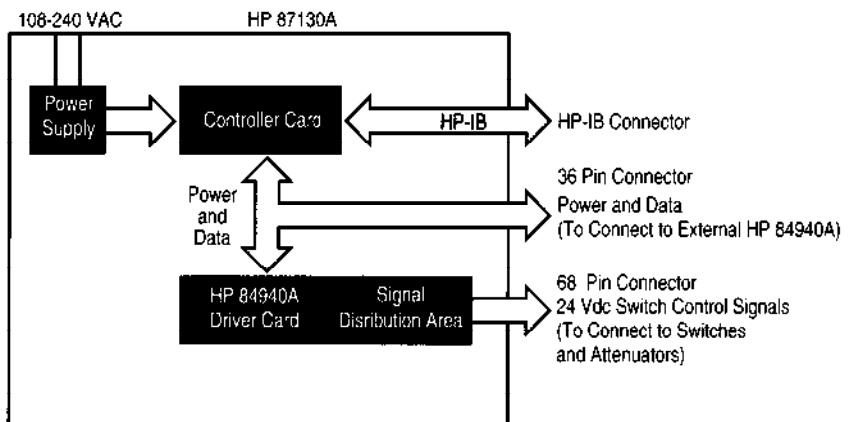 108-240 VAC
HP 87130A
Power
Supply
Controller Card
HP-IB
HP-IB Connector
Power
and
Data
36 Pin Connector
Power and Data
(To Connect to External HP 84940A)
HP 84940A
Driver Card
Signal
Disribution Area
68 Pin Connector
24 Vdc Switch Control Signals
(To Connect to Switches
and Attenuators)